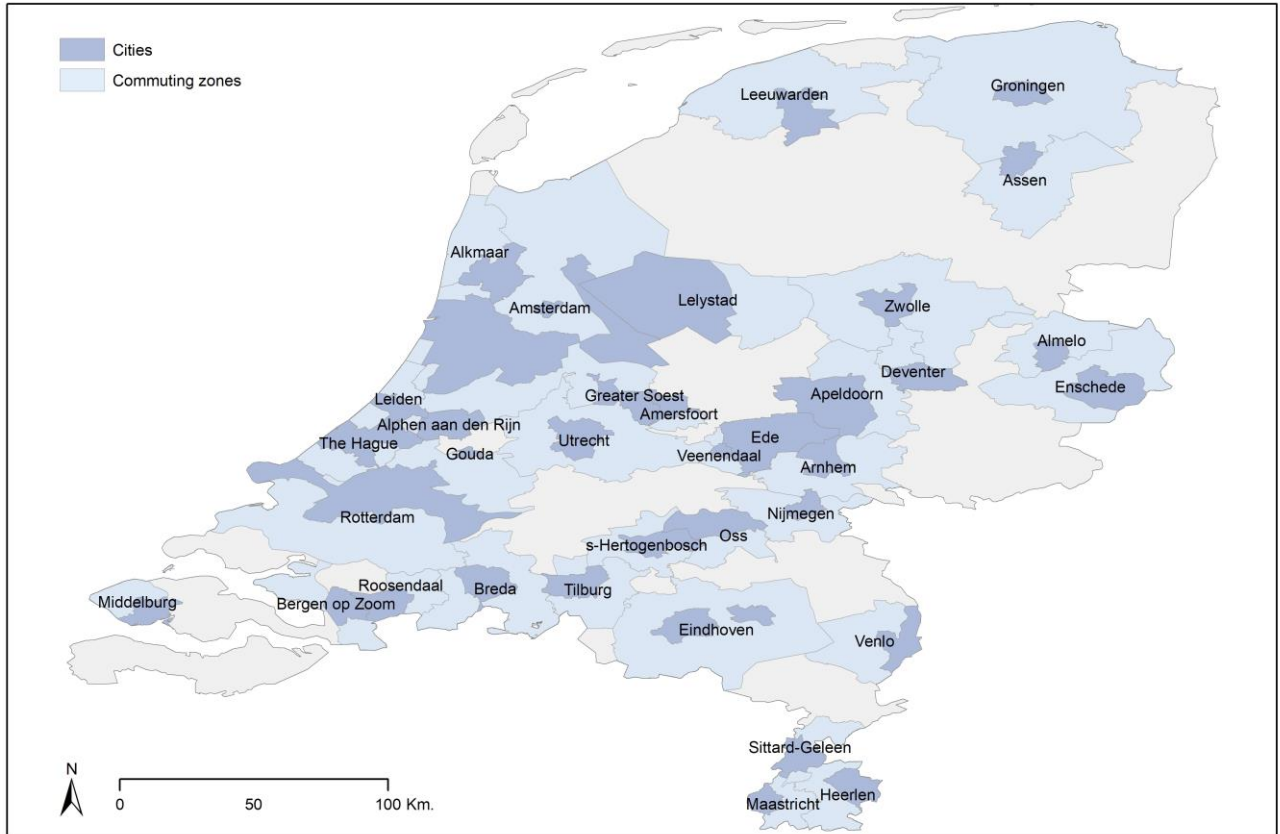 Cities
Commuting zones
Leeuwarden
Groningen
Assen
Alkmaar
Amsterdam
Lelystad
Zwolle
Almelo
Deventer
Enschede
Leiden
Greater Soest
Apeldoorn
Amersfoort
Alphen aan den Rijn
The Hague
Utrecht
Ede
Gouda
Veenendaal
Arnhem
Rotterdam
Nijmegen
Oss
s-Hertogenbosch
Roosendaal
Breda
Tilburg
Middelburg
Bergen op Zoom
Eindhoven
Venlo
Sittard-Geleen
Maastricht
Heerlen
N
0 50 100 Km.